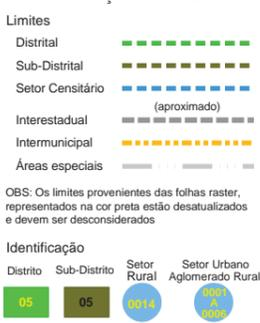 Limites
Distrital
Sub-Distrital
Setor Censitário
(aproximado)
Interestadual
Intermunicipal
Áreas especiais
OBS: Os limites provenientes das folhas raster,
representados na cor preta estão desatualizados
e devem ser desconsiderados
Identificação
Distrito
Sub-Distrito
Setor
Rural
Setor Urbano
Aglomerado Rural
05
05
0014
0001
A
0006